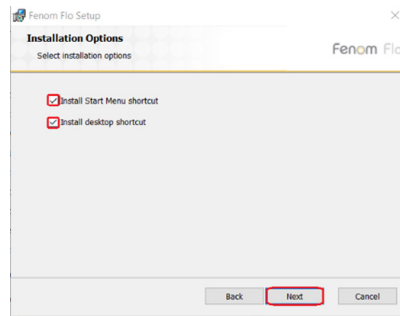 Fenom Flo Setup
Installation Options
Select installation options
Fenom Flo
Install Start Menu shortcut
Install desktop shortcut
Back Next Cancel